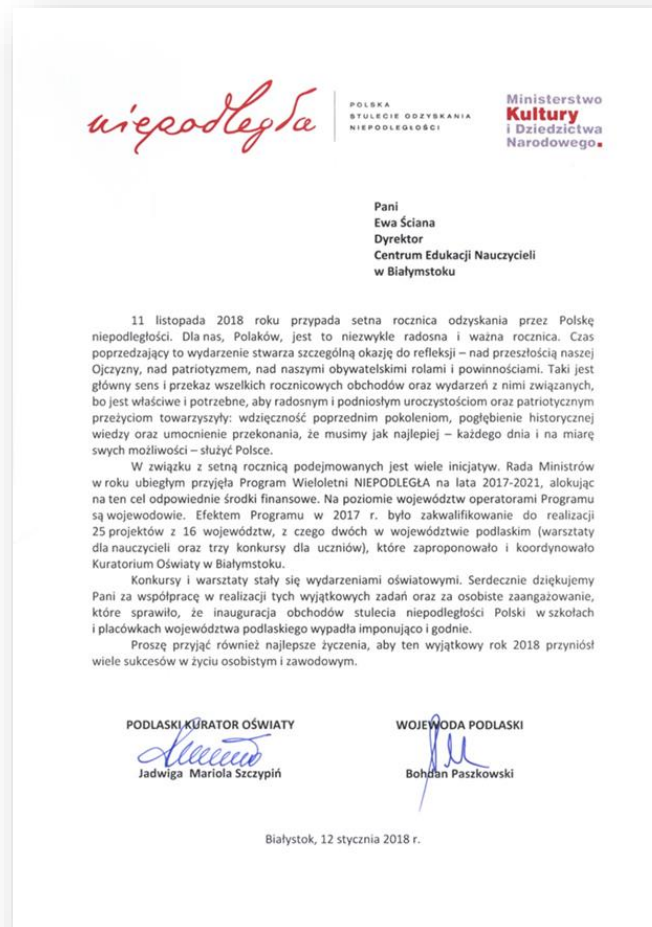 niepodległa
POLSKA
STULECIE ODZYSKANIA
NIEPODLEGŁOŚCI
Ministerstwo
Kultury
i Dziedzictwa
Narodowego.
Pani
Ewa Ściana
Dyrektor
Centrum Edukacji Nauczycieli
w Białymstoku
11 listopada 2018 roku przypada setna rocznica odzyskania przez Polskę
niepodległości. Dla nas, Polaków, jest to niezwykle radosna i ważna rocznica. Czas
poprzedzający to wydarzenie stwarza szczególną okazję do refleksji – nad przeszłością naszej
Ojczyzny, nad patriotyzmem, nad naszymi obywatelskimi rolami i powinnościami. Taki jest
główny sens i przekaz wszelkich rocznicowych obchodów oraz wydarzeń z nimi związanych,
bo jest właściwe i potrzebne, aby radosnym i podniosłym uroczystościom oraz patriotycznym
przeżyciom towarzyszyły: wdzięczność poprzednim pokoleniom, pogłębienie historycznej
wiedzy oraz umocnienie przekonania, że musimy jak najlepiej – każdego dnia i na miarę
swych możliwości – służyć Polsce.
W związku z setną rocznicą podejmowanych jest wiele inicjatyw. Rada Ministrów
w roku ubiegłym przyjęła Program Wieloletni NIEPODLEGŁA na lata 2017-2021, alokując
na ten cel odpowiednie środki finansowe. Na poziomie województw operatorami Programu
są wojewodowie. Efektem Programu w 2017 r. było zakwalifikowanie do realizacji
25 projektów z 16 województw, z czego dwóch w województwie podlaskim (warsztaty
dla nauczycieli oraz trzy konkursy dla uczniów), które zaproponowało i koordynowało
Kuratorium Oświaty w Białymstoku.
Konkursy i warsztaty stały się wydarzeniami oświatowymi. Serdecznie dziękujemy
Pani za współpracę w realizacji tych wyjątkowych zadań oraz za osobiste zaangażowanie,
które sprawiło, że inauguracja obchodów stulecia niepodległości Polski w szkołach
i placówkach województwa podlaskiego wypadła imponująco i godnie.
Proszę przyjąć również najlepsze życzenia, aby ten wyjątkowy rok 2018 przyniósł
wiele sukcesów w życiu osobistym i zawodowym.
PODLASKI KURATOR OŚWIATY
Jadwiga Mariola Szczypiń
WOJEWODA PODLASKI
Bohdan Paszkowski
Białystok, 12 stycznia 2018 r.